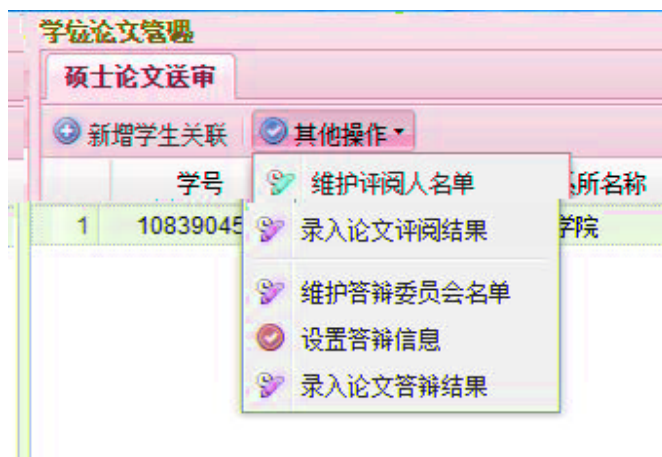 学位论文管理
硕士论文送审
新增学生关联 其他操作
学号 系所名称
维护评阅人名单
1 10839045 学院
录入论文评阅结果
维护答辩委员会名单
设置答辩信息
录入论文答辩结果